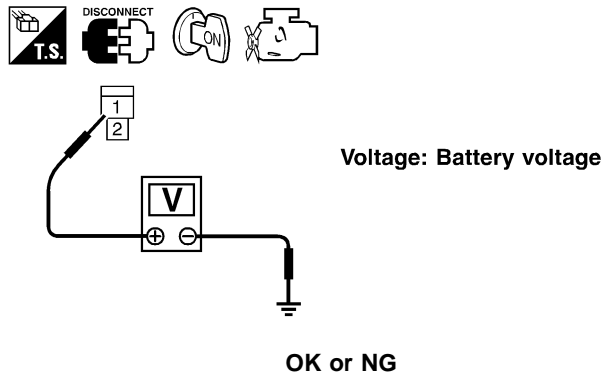 DISCONNECT
T.S.
ON
1
2
Voltage: Battery voltage
V
+ −
OK or NG